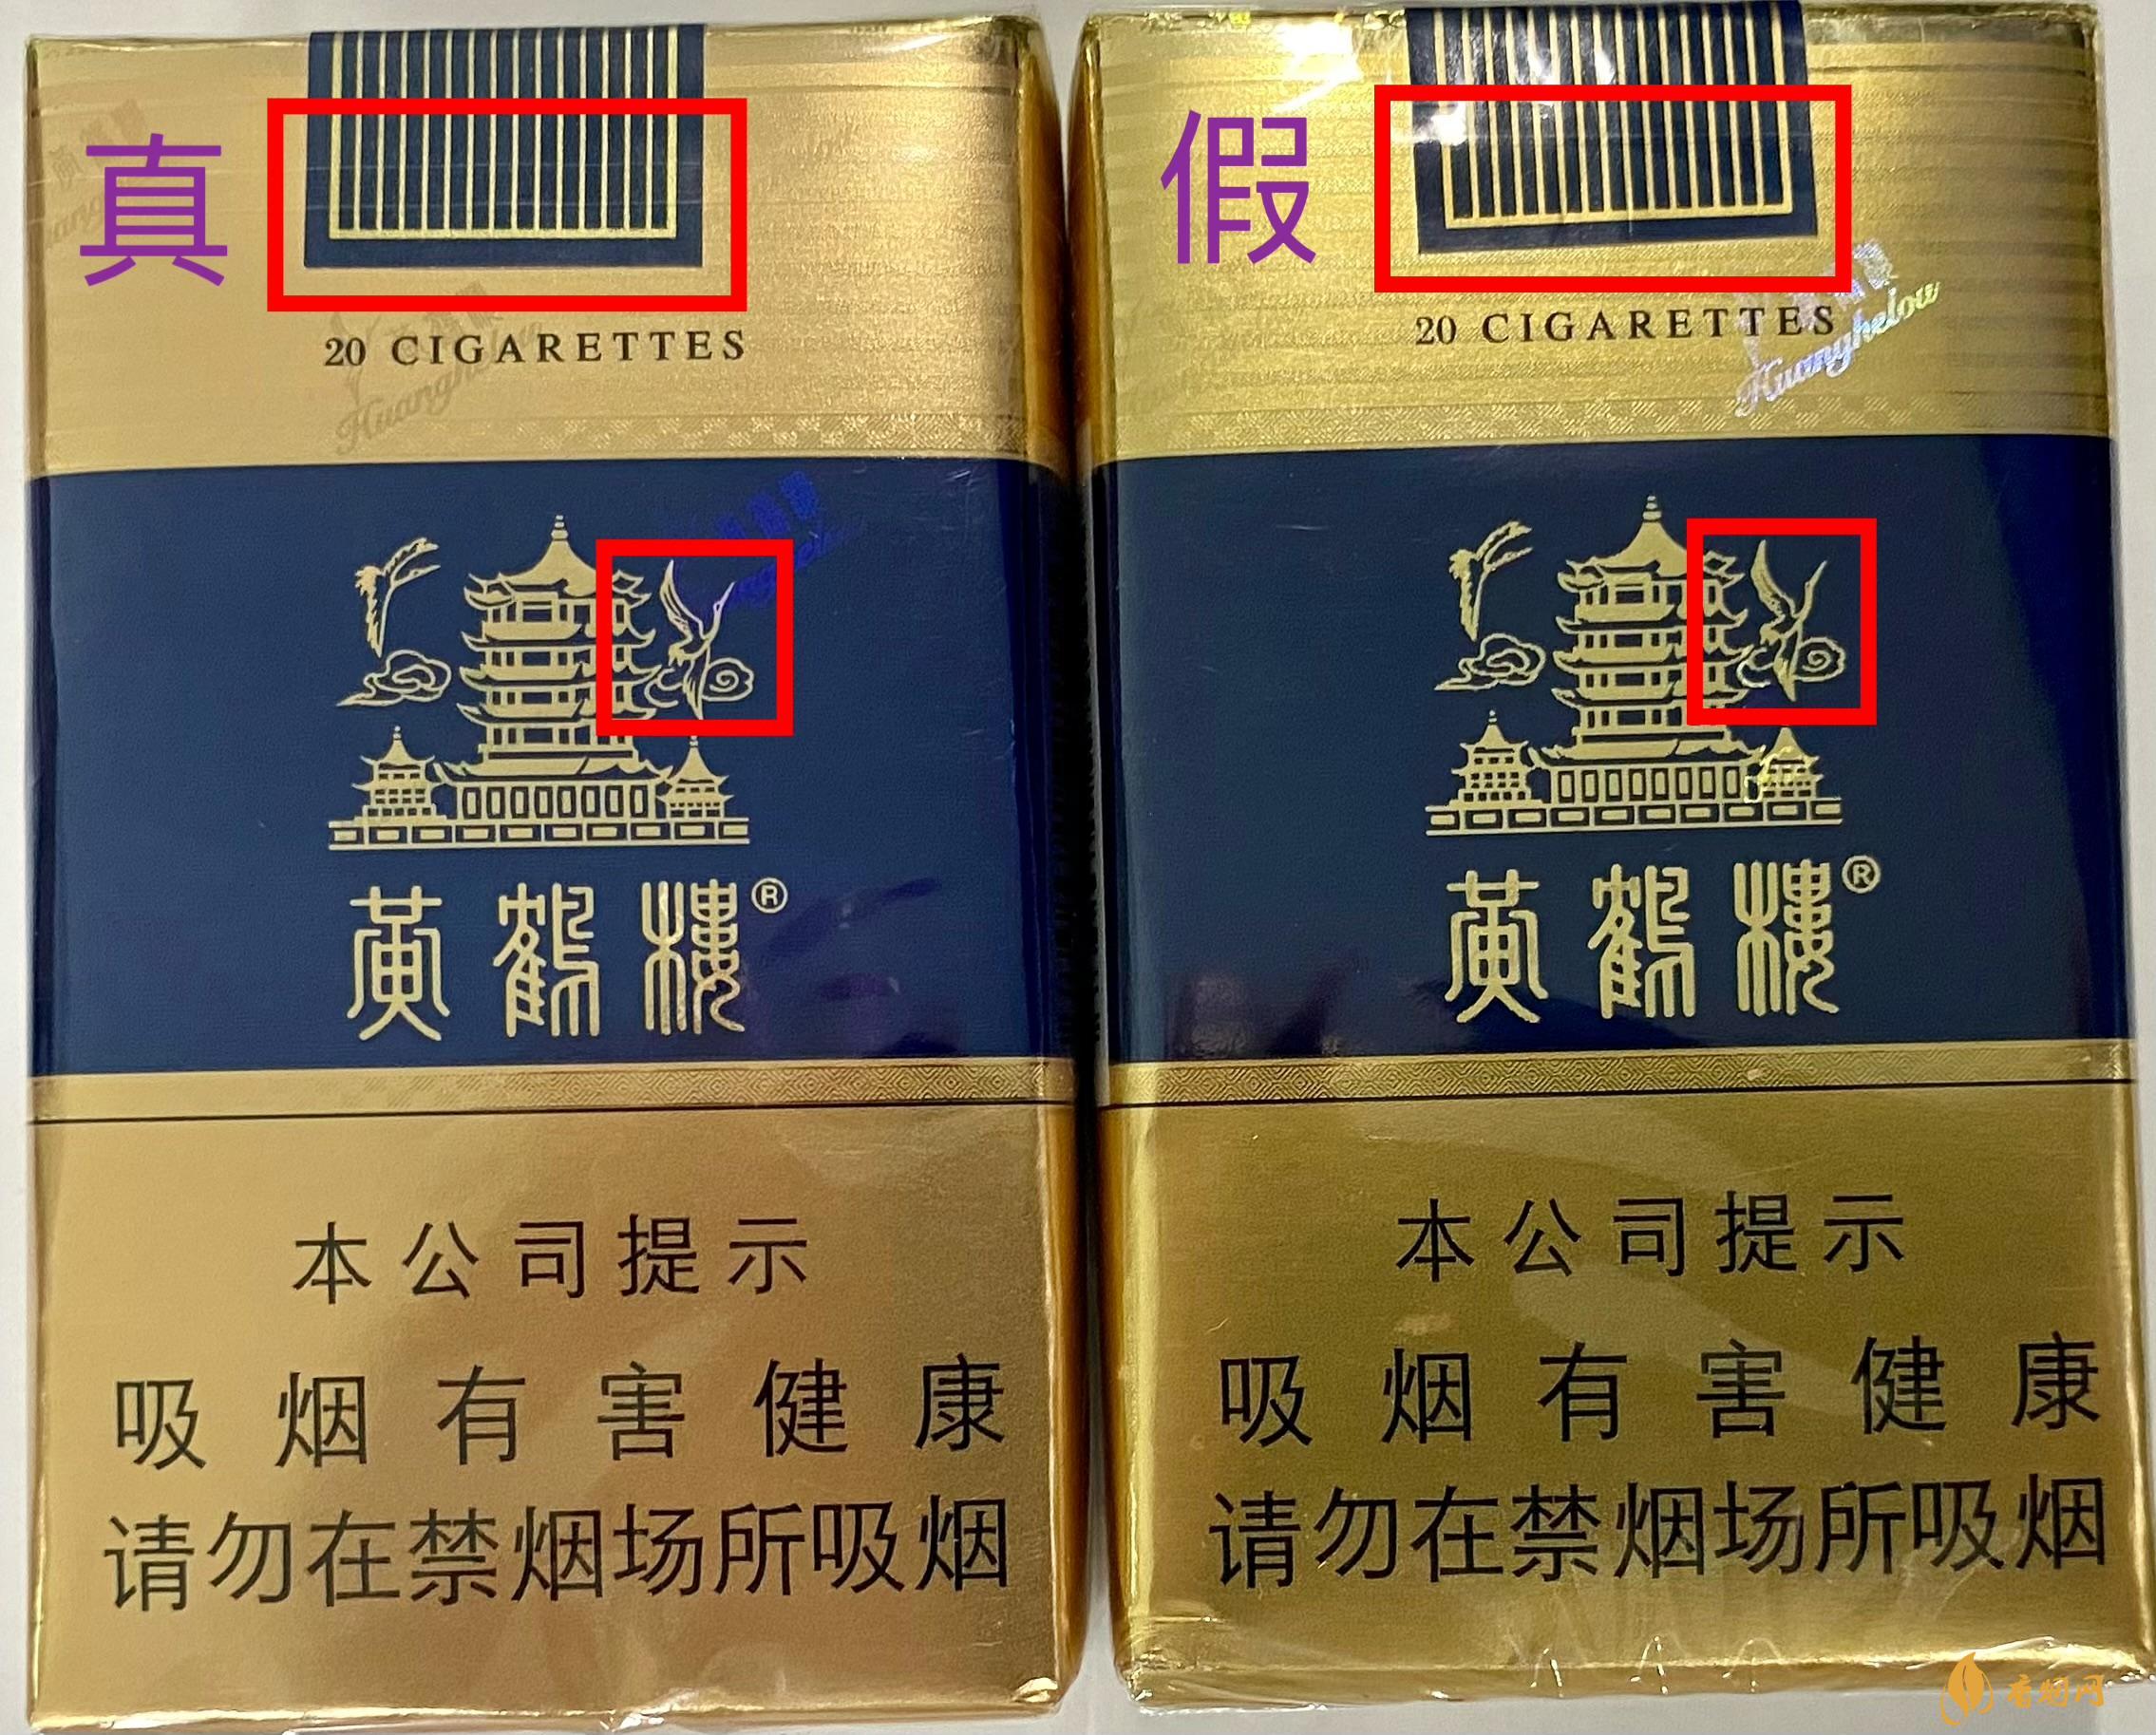 真
20 CIGARETTES
Huanghelou
黄鹤楼®
本公司提示
吸烟有害健康
请勿在禁烟场所吸烟
假
20 CIGARETTES
Huanghelou
黄鹤楼®
本公司提示
吸烟有害健康
请勿在禁烟场所吸烟